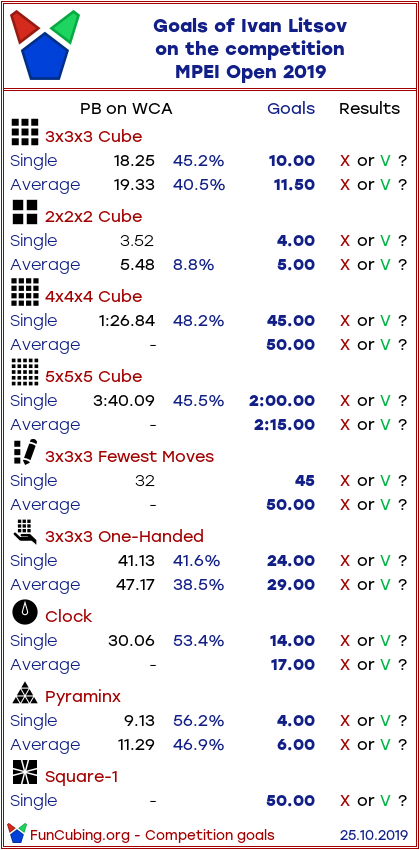 Goals of Ivan Litsov
on the competition
MPEI Open 2019
PB on WCA Goals Results
3x3x3 Cube
Single 18.25 45.2% 10.00 X or V ?
Average 19.33 40.5% 11.50 X or V ?
2x2x2 Cube
Single 3.52 4.00 X or V ?
Average 5.48 8.8% 5.00 X or V ?
4x4x4 Cube
Single 1:26.84 48.2% 45.00 X or V ?
Average - 50.00 X or V ?
5x5x5 Cube
Single 3:40.09 45.5% 2:00.00 X or V ?
Average - 2:15.00 X or V ?
3x3x3 Fewest Moves
Single 32 45 X or V ?
Average - 50.00 X or V ?
3x3x3 One-Handed
Single 41.13 41.6% 24.00 X or V ?
Average 47.17 38.5% 29.00 X or V ?
Clock
Single 30.06 53.4% 14.00 X or V ?
Average - 17.00 X or V ?
Pyraminx
Single 9.13 56.2% 4.00 X or V ?
Average 11.29 46.9% 6.00 X or V ?
Square-1
Single - 50.00 X or V ?
FunCubing.org - Competition goals 25.10.2019